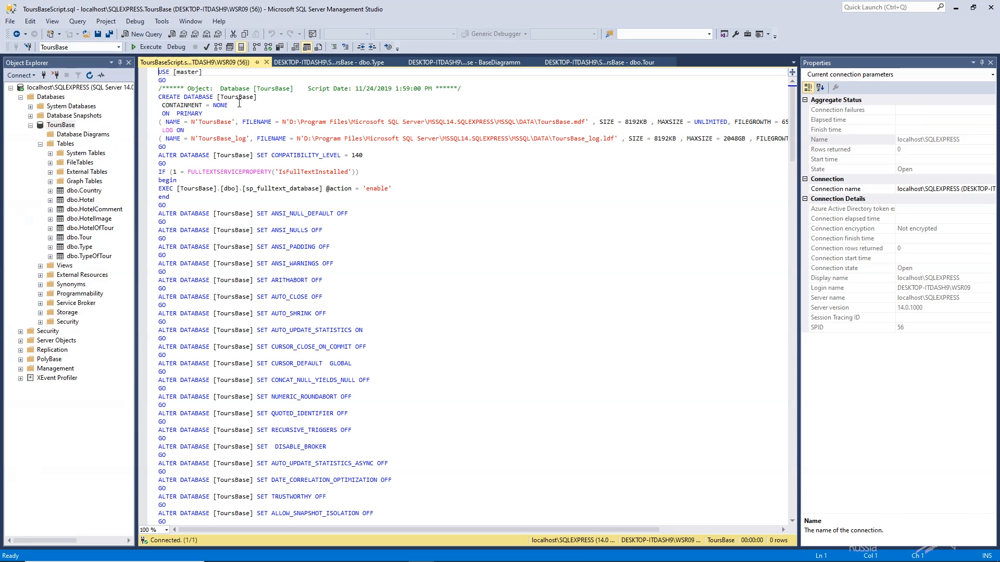 ToursBaseScript.sql - localhost\SQLEXPRESS.ToursBase (DESKTOP-ITDASH9\WSR09 (56)) - Microsoft SQL Server Management Studio
Quick Launch (Ctrl+Q)
File Edit View Query Project Debug Tools Window Help
New Query
MDX DMX XMLA DAX
Generic Debugger
ToursBase
Execute Debug
Object Explorer
Connect
localhost\SQLEXPRESS (SQL Server 14.0
Databases
System Databases
Database Snapshots
ToursBase
Database Diagrams
Tables
System Tables
FileTables
External Tables
Graph Tables
dbo.Country
dbo.Hotel
dbo.HotelComment
dbo.HotelImage
dbo.HotelOfTour
dbo.Tour
dbo.Type
dbo.TypeOfTour
Views
External Resources
Synonyms
Programmability
Service Broker
Storage
Security
Security
Server Objects
Replication
PolyBase
Management
XEvent Profiler
ToursBaseScript.s...TDASH9\WSR09 (56)) DESKTOP-ITDASH9\S...rsBase - dbo.Type DESKTOP-ITDASH9\...se - BaseDiagramm DESKTOP-ITDASH9\S...rsBase - dbo.Tour
USE [master]
GO
/****** Object:  Database [ToursBase]    Script Date: 11/24/2019 1:59:00 PM ******/
CREATE DATABASE [ToursBase]
 CONTAINMENT = NONE
 ON  PRIMARY
( NAME = N'ToursBase', FILENAME = N'D:\Program Files\Microsoft SQL Server\MSSQL14.SQLEXPRESS\MSSQL\DATA\ToursBase.mdf' , SIZE = 8192KB , MAXSIZE = UNLIMITED, FILEGROWTH = 65
 LOG ON
( NAME = N'ToursBase_log', FILENAME = N'D:\Program Files\Microsoft SQL Server\MSSQL14.SQLEXPRESS\MSSQL\DATA\ToursBase_log.ldf' , SIZE = 8192KB , MAXSIZE = 2048GB , FILEGROWT
GO
ALTER DATABASE [ToursBase] SET COMPATIBILITY_LEVEL = 140
GO
IF (1 = FULLTEXTSERVICEPROPERTY('IsFullTextInstalled'))
begin
EXEC [ToursBase].[dbo].[sp_fulltext_database] @action = 'enable'
end
GO
ALTER DATABASE [ToursBase] SET ANSI_NULL_DEFAULT OFF
GO
ALTER DATABASE [ToursBase] SET ANSI_NULLS OFF
GO
ALTER DATABASE [ToursBase] SET ANSI_PADDING OFF
GO
ALTER DATABASE [ToursBase] SET ANSI_WARNINGS OFF
GO
ALTER DATABASE [ToursBase] SET ARITHABORT OFF
GO
ALTER DATABASE [ToursBase] SET AUTO_CLOSE OFF
GO
ALTER DATABASE [ToursBase] SET AUTO_SHRINK OFF
GO
ALTER DATABASE [ToursBase] SET AUTO_UPDATE_STATISTICS ON
GO
ALTER DATABASE [ToursBase] SET CURSOR_CLOSE_ON_COMMIT OFF
GO
ALTER DATABASE [ToursBase] SET CURSOR_DEFAULT  GLOBAL
GO
ALTER DATABASE [ToursBase] SET CONCAT_NULL_YIELDS_NULL OFF
GO
ALTER DATABASE [ToursBase] SET NUMERIC_ROUNDABORT OFF
GO
ALTER DATABASE [ToursBase] SET QUOTED_IDENTIFIER OFF
GO
ALTER DATABASE [ToursBase] SET RECURSIVE_TRIGGERS OFF
GO
ALTER DATABASE [ToursBase] SET  DISABLE_BROKER
GO
ALTER DATABASE [ToursBase] SET AUTO_UPDATE_STATISTICS_ASYNC OFF
GO
ALTER DATABASE [ToursBase] SET DATE_CORRELATION_OPTIMIZATION OFF
GO
ALTER DATABASE [ToursBase] SET TRUSTWORTHY OFF
GO
ALTER DATABASE [ToursBase] SET ALLOW_SNAPSHOT_ISOLATION OFF
GO
100 %
Connected. (1/1) localhost\SQLEXPRESS (14.0 ... DESKTOP-ITDASH9\WSR09 ... ToursBase 00:00:00 0 rows
Properties
Current connection parameters
Aggregate Status
Connection failures
Elapsed time
Finish time
Name localhost\SQLEXPRESS
Rows returned 0
Start time
State Open
Connection
Connection name localhost\SQLEXPRESS (DESKTOP-IT
Connection Details
Azure Active Directory token e
Connection elapsed time
Connection encryption Not encrypted
Connection finish time
Connection rows returned 0
Connection start time
Connection state Open
Display name localhost\SQLEXPRESS
Login name DESKTOP-ITDASH9\WSR09
Server name localhost\SQLEXPRESS
Server version 14.0.1000
Session Tracing ID
SPID 56
Name
The name of the connection.
Russia
Ready Ln 1 Col 1 Ch 1 INS